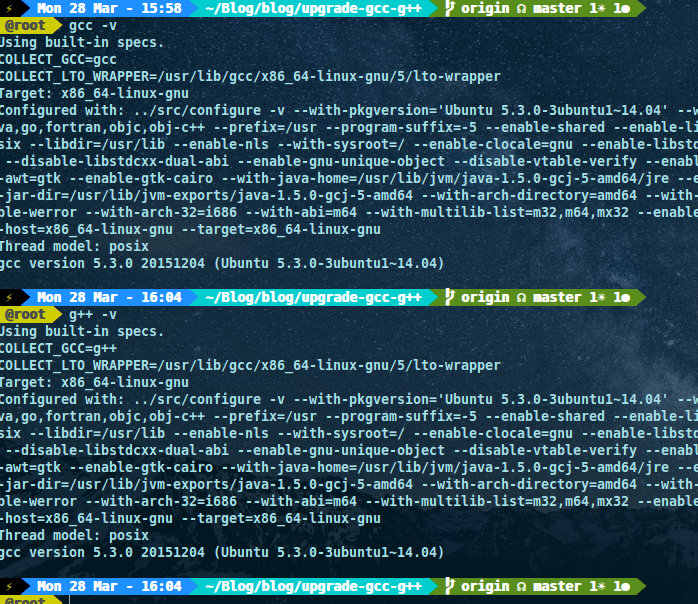 ⚡ Mon 28 Mar - 15:58 ~/Blog/blog/upgrade-gcc-g++ origin ☊ master 1☀ 1●
@root gcc -v
Using built-in specs.
COLLECT_GCC=gcc
COLLECT_LTO_WRAPPER=/usr/lib/gcc/x86_64-linux-gnu/5/lto-wrapper
Target: x86_64-linux-gnu
Configured with: ../src/configure -v --with-pkgversion='Ubuntu 5.3.0-3ubuntu1~14.04' --w
va,go,fortran,objc,obj-c++ --prefix=/usr --program-suffix=-5 --enable-shared --enable-li
six --libdir=/usr/lib --enable-nls --with-sysroot=/ --enable-clocale=gnu --enable-libstd
--disable-libstdcxx-dual-abi --enable-gnu-unique-object --disable-vtable-verify --enabl
-awt=gtk --enable-gtk-cairo --with-java-home=/usr/lib/jvm/java-1.5.0-gcj-5-amd64/jre --e
-jar-dir=/usr/lib/jvm-exports/java-1.5.0-gcj-5-amd64 --with-arch-directory=amd64 --with-
ble-werror --with-arch-32=i686 --with-abi=m64 --with-multilib-list=m32,m64,mx32 --enable
-host=x86_64-linux-gnu --target=x86_64-linux-gnu
Thread model: posix
gcc version 5.3.0 20151204 (Ubuntu 5.3.0-3ubuntu1~14.04)
⚡ Mon 28 Mar - 16:04 ~/Blog/blog/upgrade-gcc-g++ origin ☊ master 1☀ 1●
@root g++ -v
Using built-in specs.
COLLECT_GCC=g++
COLLECT_LTO_WRAPPER=/usr/lib/gcc/x86_64-linux-gnu/5/lto-wrapper
Target: x86_64-linux-gnu
Configured with: ../src/configure -v --with-pkgversion='Ubuntu 5.3.0-3ubuntu1~14.04' --w
va,go,fortran,objc,obj-c++ --prefix=/usr --program-suffix=-5 --enable-shared --enable-li
six --libdir=/usr/lib --enable-nls --with-sysroot=/ --enable-clocale=gnu --enable-libstd
--disable-libstdcxx-dual-abi --enable-gnu-unique-object --disable-vtable-verify --enabl
-awt=gtk --enable-gtk-cairo --with-java-home=/usr/lib/jvm/java-1.5.0-gcj-5-amd64/jre --e
-jar-dir=/usr/lib/jvm-exports/java-1.5.0-gcj-5-amd64 --with-arch-directory=amd64 --with-
ble-werror --with-arch-32=i686 --with-abi=m64 --with-multilib-list=m32,m64,mx32 --enable
-host=x86_64-linux-gnu --target=x86_64-linux-gnu
Thread model: posix
gcc version 5.3.0 20151204 (Ubuntu 5.3.0-3ubuntu1~14.04)
⚡ Mon 28 Mar - 16:04 ~/Blog/blog/upgrade-gcc-g++ origin ☊ master 1☀ 1●
@root